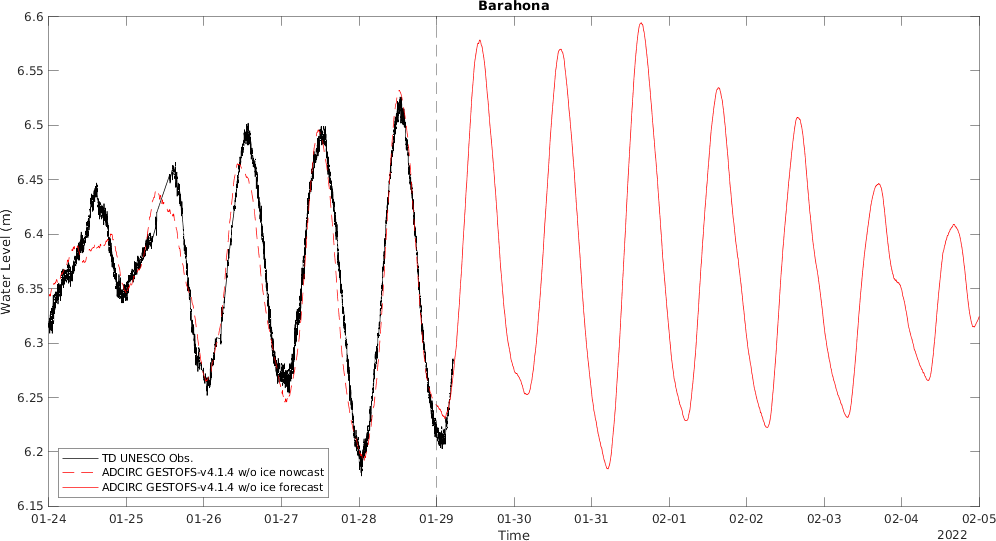 Barahona
6.6
6.55
6.5
6.45
6.4
6.35
6.3
6.25
6.2
6.15
Water Level (m)
TD UNESCO Obs.
ADCIRC GESTOFS-v4.1.4 w/o ice nowcast
ADCIRC GESTOFS-v4.1.4 w/o ice forecast
01-24 01-25 01-26 01-27 01-28 01-29 01-30 01-31 02-01 02-02 02-03 02-04 02-05
Time
2022